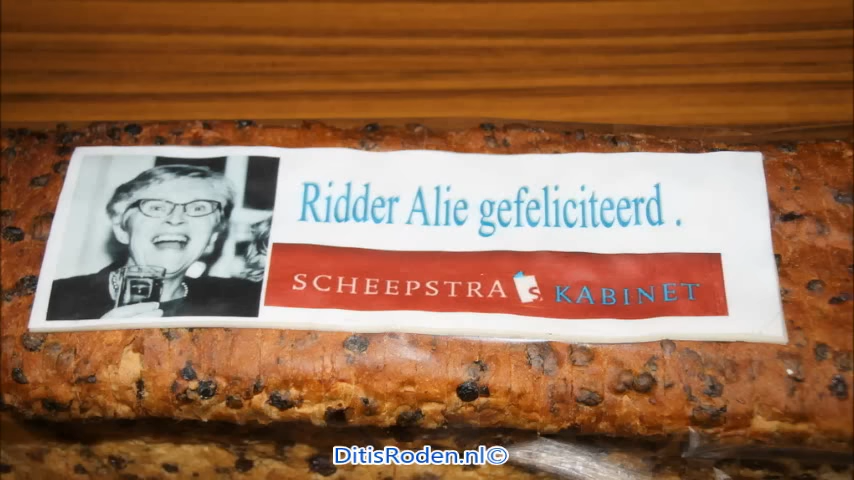 Ridder Alie gefeliciteerd .
SCHEEPSTRA S KABINET
DitisRoden.nl©